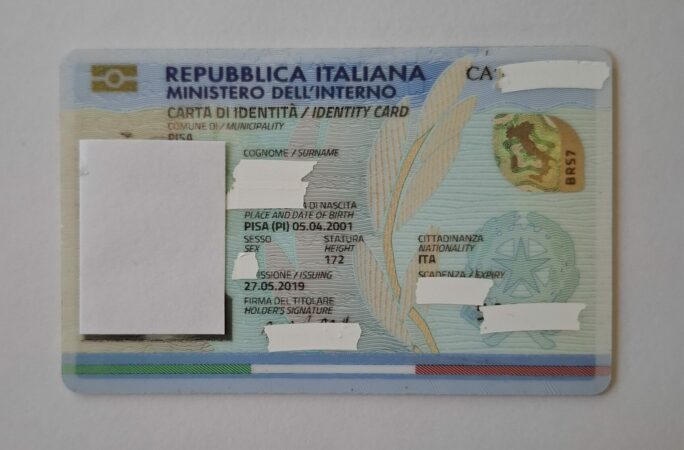 REPUBBLICA ITALIANA
MINISTERO DELL'INTERNO
CA
CARTA DI IDENTITÀ / IDENTITY CARD
COMUNE DI / MUNICIPALITY
PISA
COGNOME / SURNAME
BR57
DI NASCITA
PLACE AND DATE OF BIRTH
PISA (PI) 05.04.2001
SESSO STATURA CITTADINANZA
SEX HEIGHT NATIONALITY
172 ITA
ISSIONE / ISSUING SCADENZA / EXPIRY
27.05.2019
FIRMA DEL TITOLARE
HOLDER'S SIGNATURE